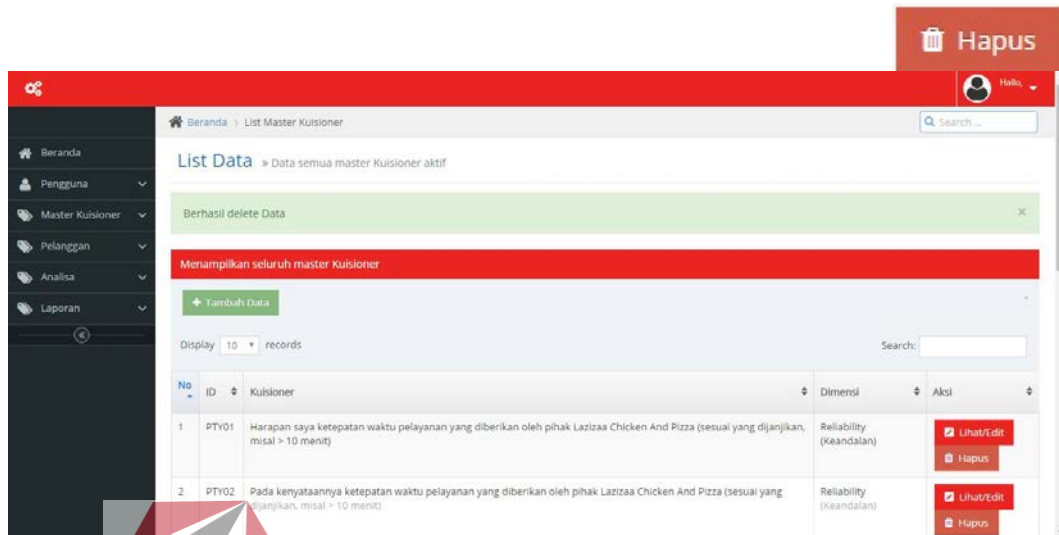 Hapus
Hallo,
Beranda > List Master Kuisioner
Search ...
Beranda
Pengguna
Master Kuisioner
Pelanggan
Analisa
Laporan
List Data » Data semua master Kuisioner aktif
Berhasil delete Data ×
Menampilkan seluruh master Kuisioner
+ Tambah Data
Display 10 records
Search:
No ID Kuisioner Dimensi Aksi
1 PTY01 Harapan saya ketepatan waktu pelayanan yang diberikan oleh pihak Lazizaa Chicken And Pizza (sesuai yang dijanjikan, Reliability Lihat/Edit
misal > 10 menit) (Keandalan) Hapus
2 PTY02 Pada kenyataannya ketepatan waktu pelayanan yang diberikan oleh pihak Lazizaa Chicken And Pizza (sesuai yang Reliability Lihat/Edit
dijanjikan, misal > 10 menit) (Keandalan) Hapus